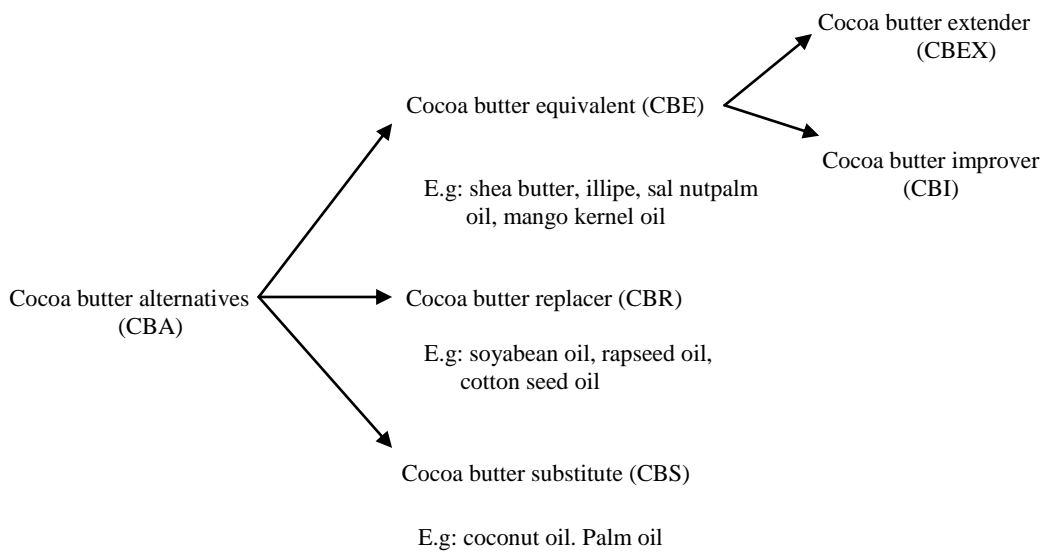 Cocoa butter extender
(CBEX)
Cocoa butter equivalent (CBE)
Cocoa butter improver
(CBI)
E.g: shea butter, illipe, sal nutpalm
oil, mango kernel oil
Cocoa butter alternatives
(CBA)
Cocoa butter replacer (CBR)
E.g: soyabean oil, rapseed oil,
cotton seed oil
Cocoa butter substitute (CBS)
E.g: coconut oil. Palm oil